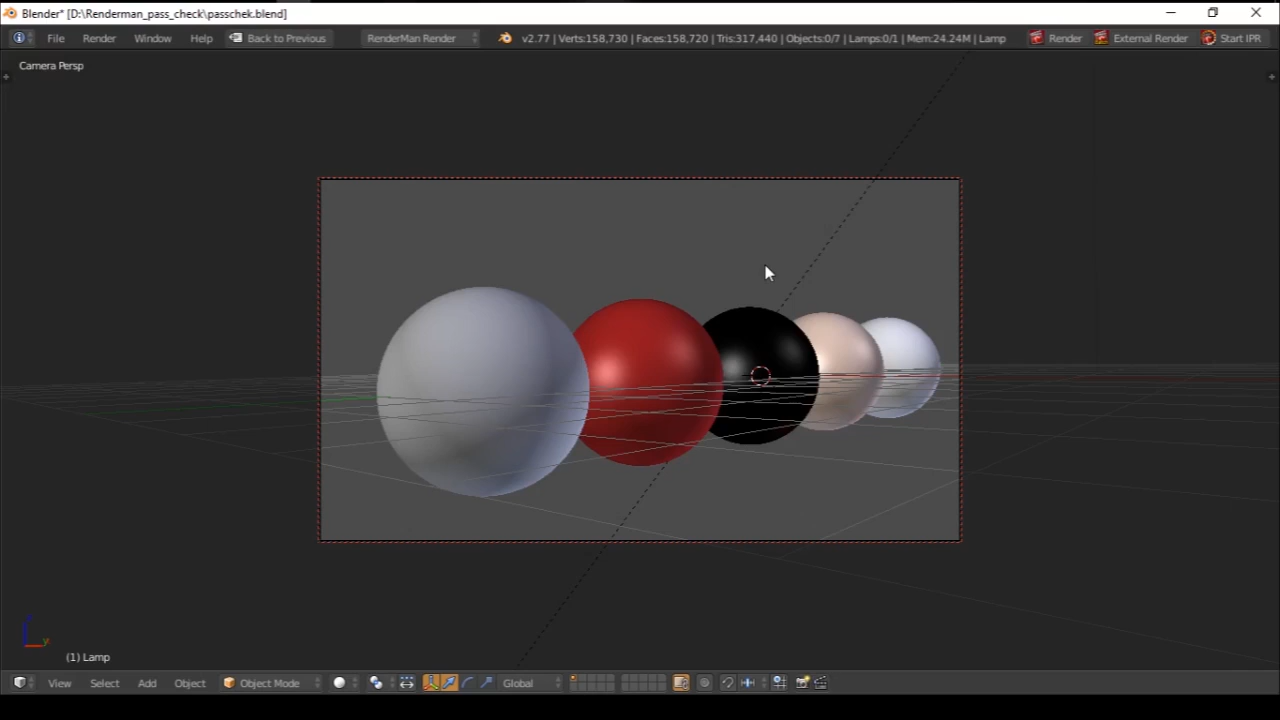 Blender* [D:\Renderman_pass_check\passchek.blend]
File Render Window Help Back to Previous RenderMan Render v2.77 | Verts:158,730 | Faces:158,720 | Tris:317,440 | Objects:0/7 | Lamps:0/1 | Mem:24.24M | Lamp Render External Render Start IPR
Camera Persp
(1) Lamp
View Select Add Object Object Mode Global